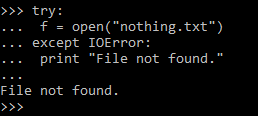 >>> try:
...  f = open("nothing.txt")
... except IOError:
...  print "File not found."
...
File not found.
>>>